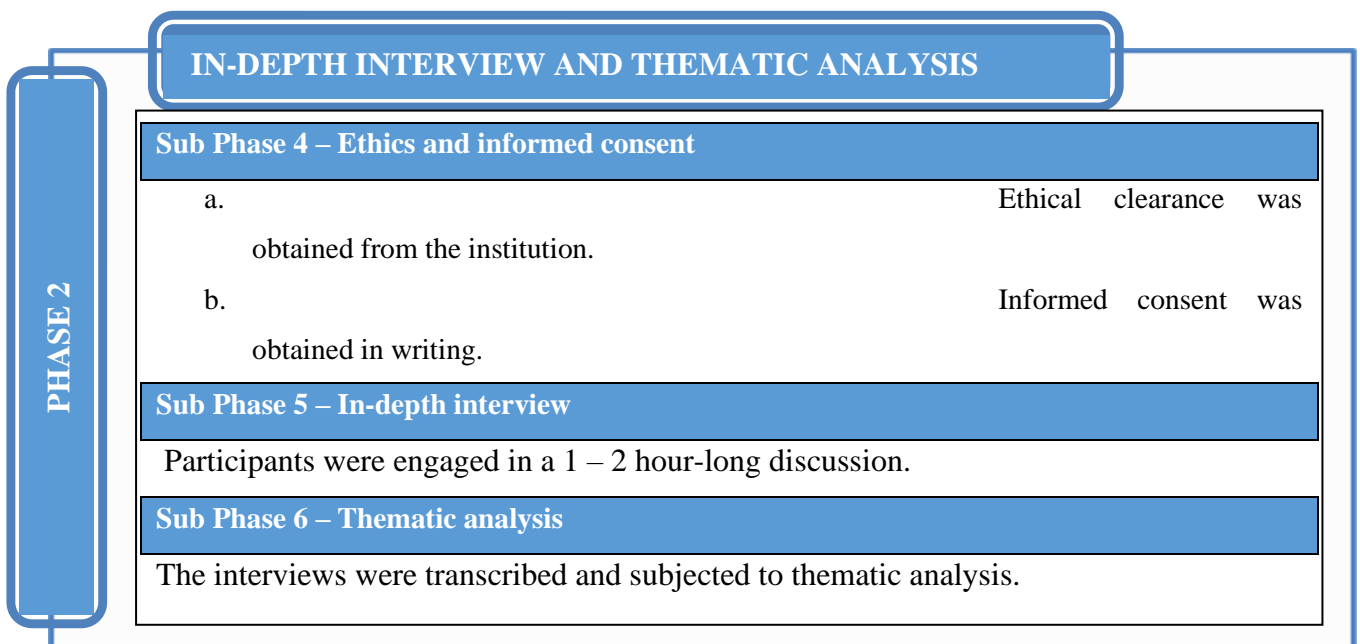 IN-DEPTH INTERVIEW AND THEMATIC ANALYSIS
PHASE 2
Sub Phase 4 – Ethics and informed consent
a. Ethical clearance was
obtained from the institution.
b. Informed consent was
obtained in writing.
Sub Phase 5 – In-depth interview
Participants were engaged in a 1 – 2 hour-long discussion.
Sub Phase 6 – Thematic analysis
The interviews were transcribed and subjected to thematic analysis.